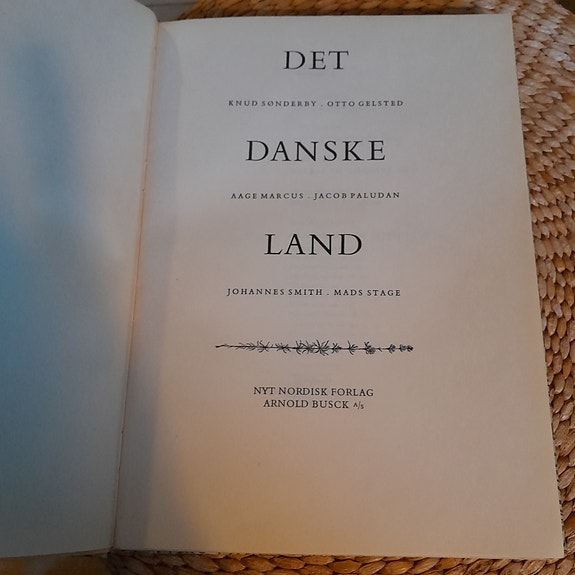 DET
KNUD SØNDERBY . OTTO GELSTED
DANSKE
AAGE MARCUS . JACOB PALUDAN
LAND
JOHANNES SMITH . MADS STAGE
NYT NORDISK FORLAG
ARNOLD BUSCK A/S